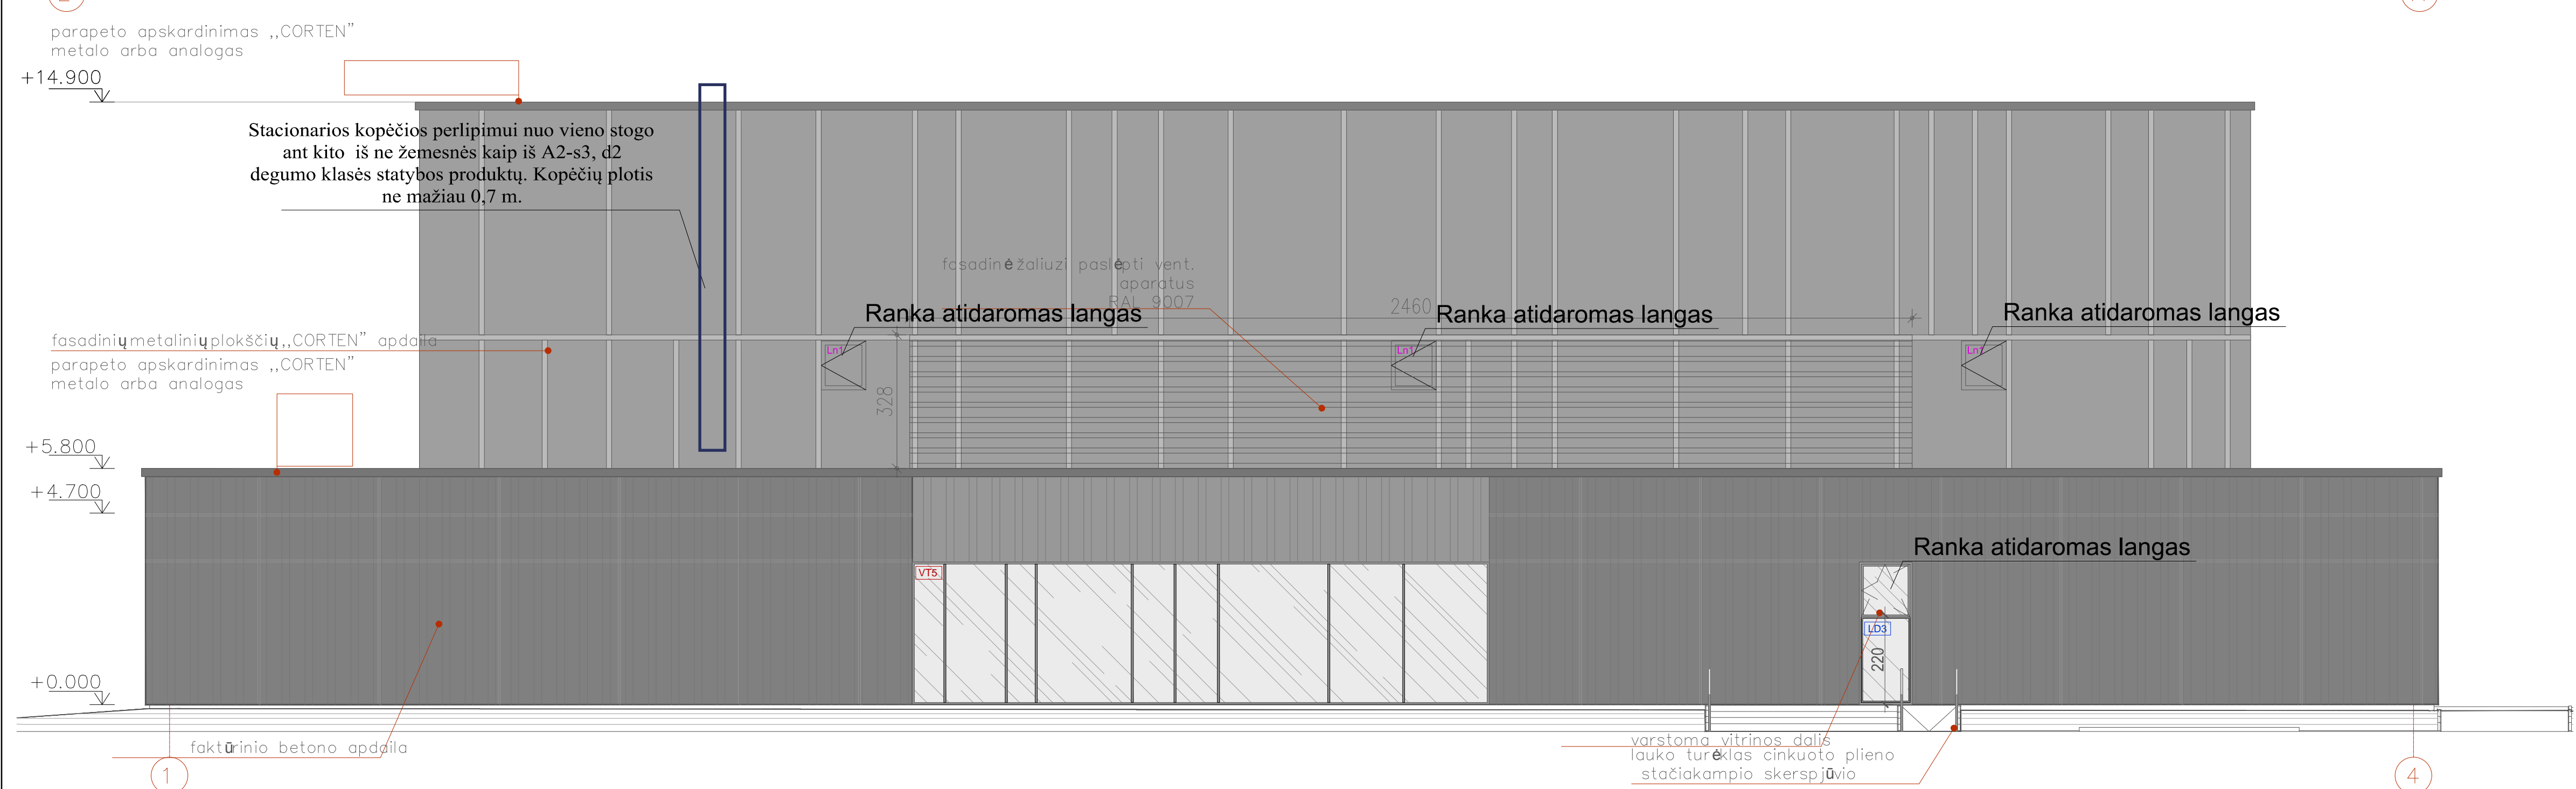 parapeto apskardinimas ,,CORTEN”
metalo arba analogas
+14.900
Stacionarios kopėčios perlipimui nuo vieno stogo
ant kito iš ne žemesnės kaip iš A2-s3, d2
degumo klasės statybos produktų. Kopėčių plotis
ne mažiau 0,7 m.
fasadinė žaliuzi paslėpti vent.
aparatus
RAL 9007
2460
Ranka atidaromas langas
Ranka atidaromas langas
Ranka atidaromas langas
fasadinių metalinių plokščių ,,CORTEN” apdaila
parapeto apskardinimas ,,CORTEN”
metalo arba analogas
Ln1
Ln1
Ln1
328
+5.800
+4.700
Ranka atidaromas langas
VT5
LD3
220
+0.000
faktūrinio betono apdaila
varstoma vitrinos dalis
lauko turėklas cinkuoto plieno
stačiakampio skerspjūvio
1
4